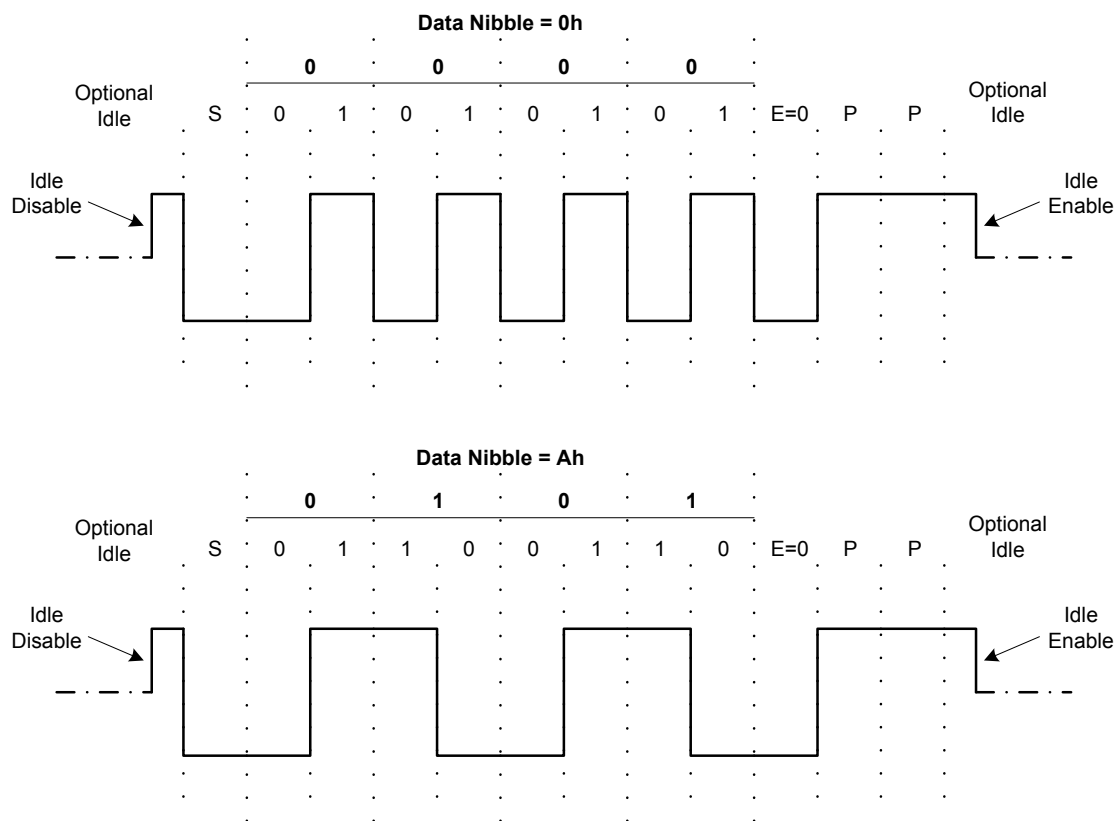 Data Nibble = 0h
0 0 0 0
Optional
Idle
S 0 1 0 1 0 1 0 1 E=0 P P
Optional
Idle
Idle
Disable
Idle
Enable
Data Nibble = Ah
0 1 0 1
Optional
Idle
S 0 1 1 0 0 1 1 0 E=0 P P
Optional
Idle
Idle
Disable
Idle
Enable